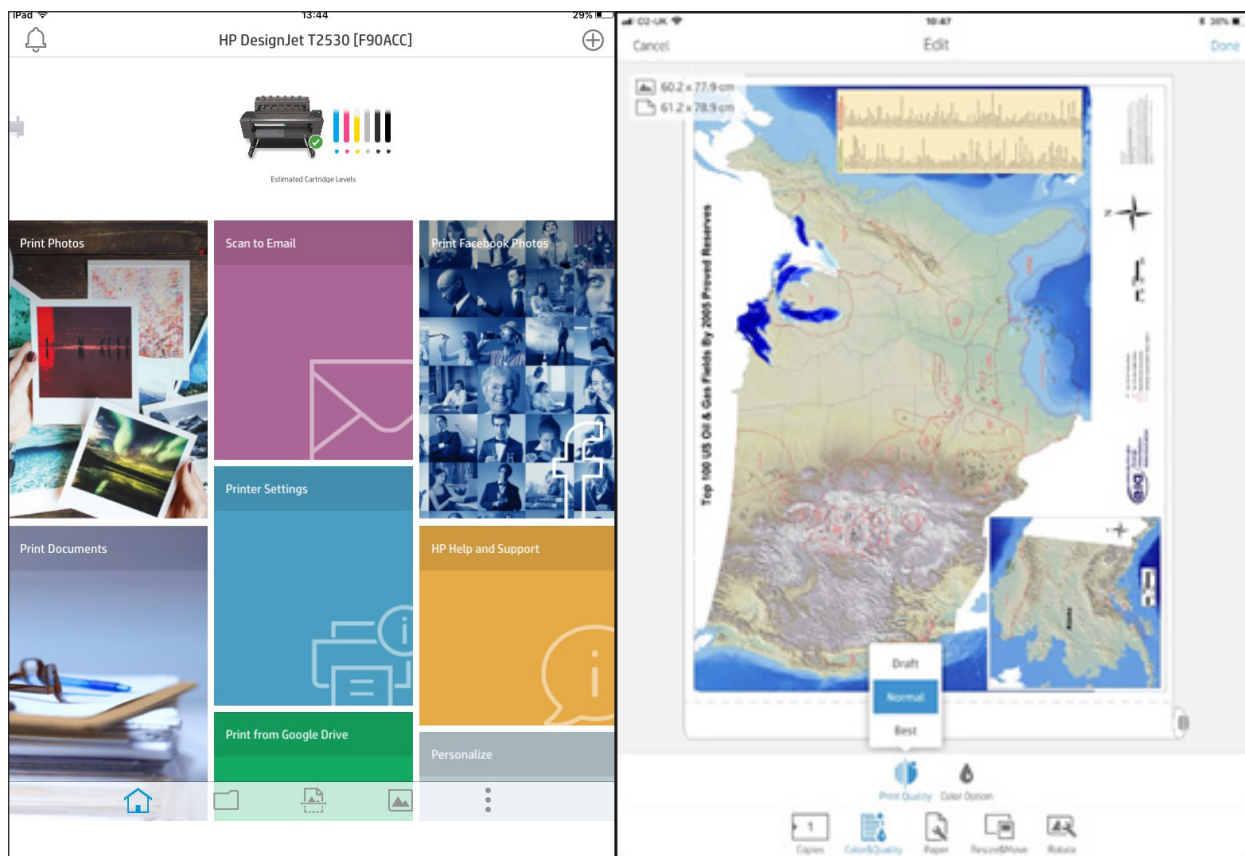 iPad 13:44 29%
HP DesignJet T2530 [F90ACC]
Estimated Cartridge Levels
Print Photos
Scan to Email
Print Facebook Photos
Printer Settings
Print Documents
HP Help and Support
Print from Google Drive
Personalize
O2-UK 10:47 36%
Cancel Edit Done
60.2 x 77.9 cm
61.2 x 78.9 cm
Top 100 US Oil & Gas Fields By 2005 Proved Reserves
N
Alaska
Draft
Normal
Best
Print Quality Color Option
1
Copies Color&Quality Paper Resize&Move Rotate